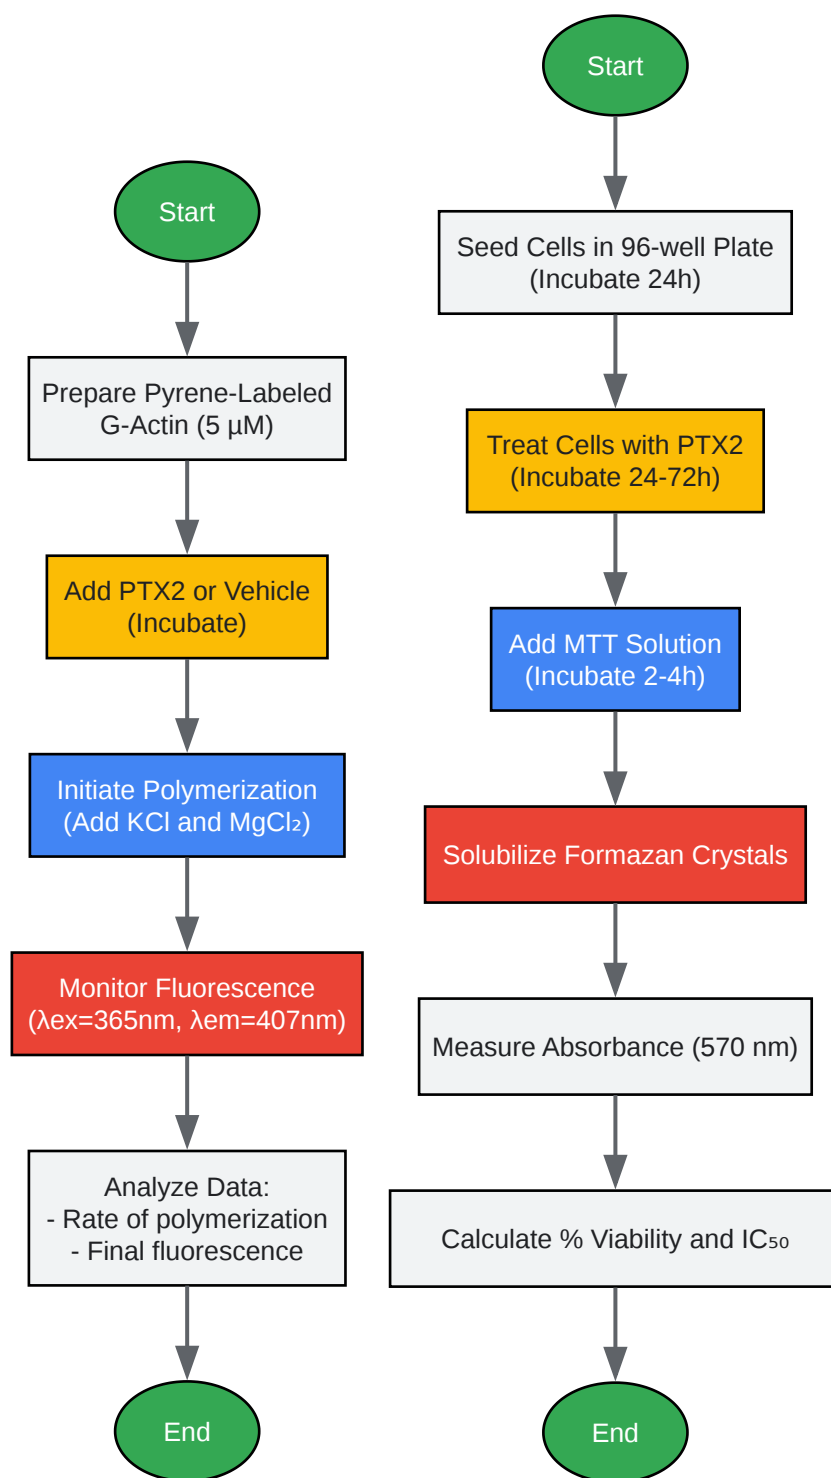 Start
Prepare Pyrene-Labeled
G-Actin (5 µM)
Add PTX2 or Vehicle
(Incubate)
Initiate Polymerization
(Add KCl and MgCl₂)
Monitor Fluorescence
(λex=365nm, λem=407nm)
Analyze Data:
- Rate of polymerization
- Final fluorescence
End
Start
Seed Cells in 96-well Plate
(Incubate 24h)
Treat Cells with PTX2
(Incubate 24-72h)
Add MTT Solution
(Incubate 2-4h)
Solubilize Formazan Crystals
Measure Absorbance (570 nm)
Calculate % Viability and IC₅₀
End